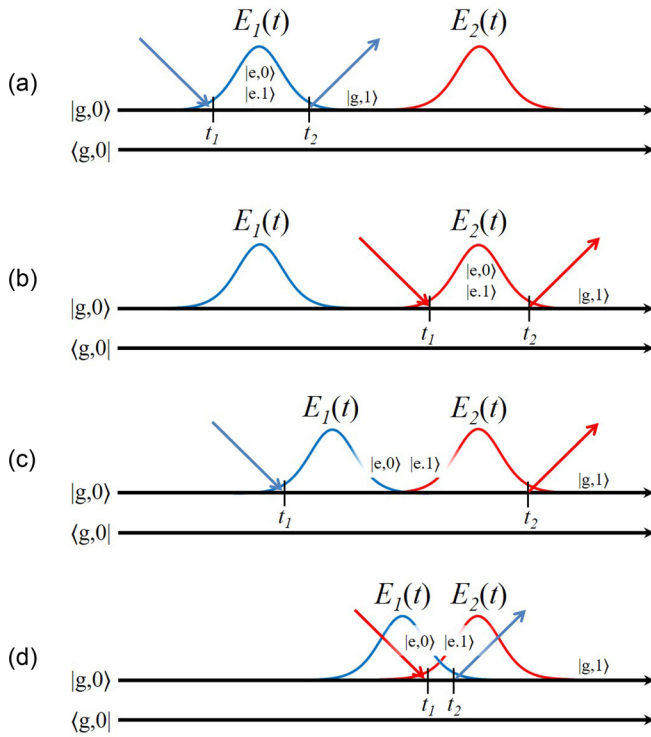 E₁(t) E₂(t)
(a)
|e,0⟩
|e.1⟩ |g,1⟩
|g,0⟩
t₁ t₂
⟨g,0|
E₁(t) E₂(t)
(b)
|e,0⟩
|e.1⟩ |g,1⟩
|g,0⟩
t₁ t₂
⟨g,0|
E₁(t) E₂(t)
(c)
|e,0⟩ |e.1⟩ |g,1⟩
|g,0⟩
t₁ t₂
⟨g,0|
E₁(t) E₂(t)
(d)
|e,0⟩ |e.1⟩ |g,1⟩
|g,0⟩
t₁ t₂
⟨g,0|